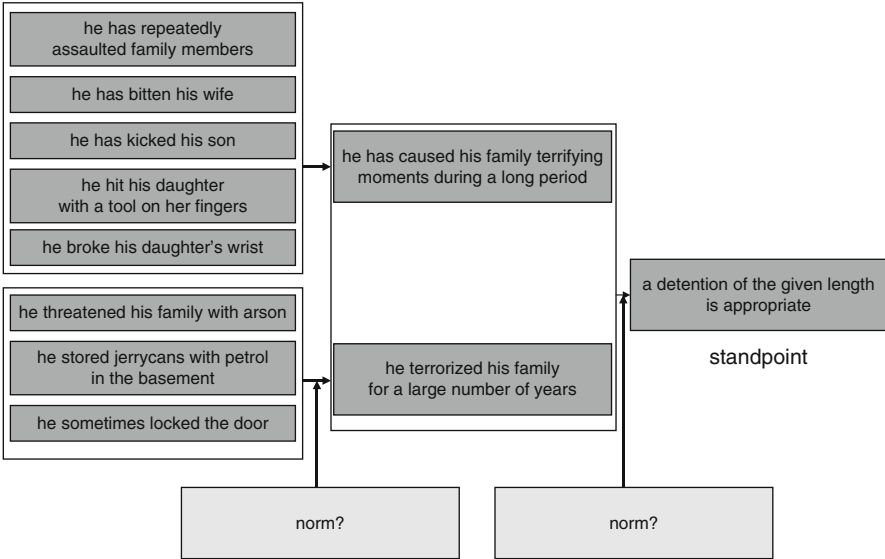 he has repeatedly
assaulted family members
he has bitten his wife
he has kicked his son
he hit his daughter
with a tool on her fingers
he broke his daughter's wrist
he threatened his family with arson
he stored jerrycans with petrol
in the basement
he sometimes locked the door
he has caused his family terrifying
moments during a long period
he terrorized his family
for a large number of years
a detention of the given length
is appropriate
standpoint
norm?
norm?